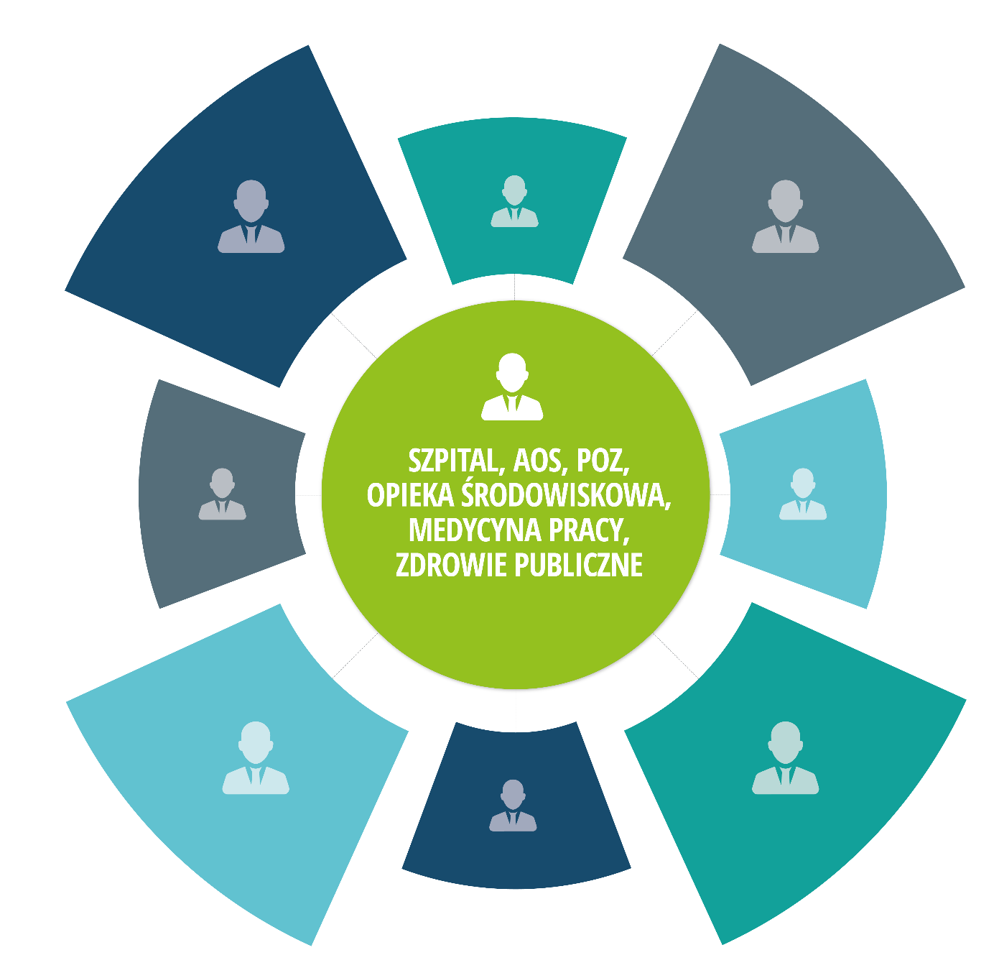 SZPITAL, AOS, POZ,
OPIEKA ŚRODOWISKOWA,
MEDYCYNA PRACY,
ZDROWIE PUBLICZNE